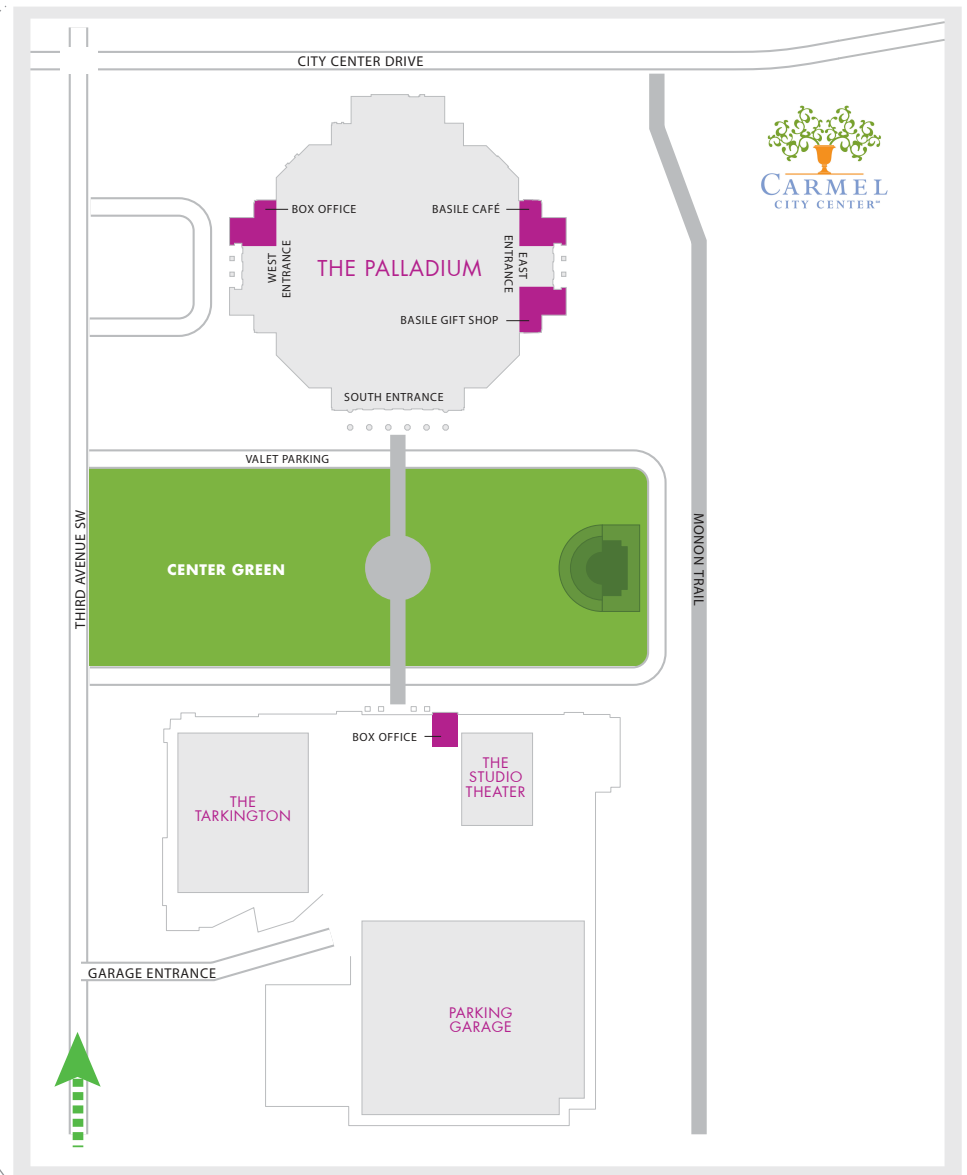 CITY CENTER DRIVE
CARMEL
CITY CENTER™
BOX OFFICE
BASILE CAFÉ
WEST
ENTRANCE
THE PALLADIUM
EAST
ENTRANCE
BASILE GIFT SHOP
SOUTH ENTRANCE
VALET PARKING
THIRD AVENUE SW
CENTER GREEN
MONON TRAIL
BOX OFFICE
THE
STUDIO
THEATER
THE
TARKINGTON
GARAGE ENTRANCE
PARKING
GARAGE